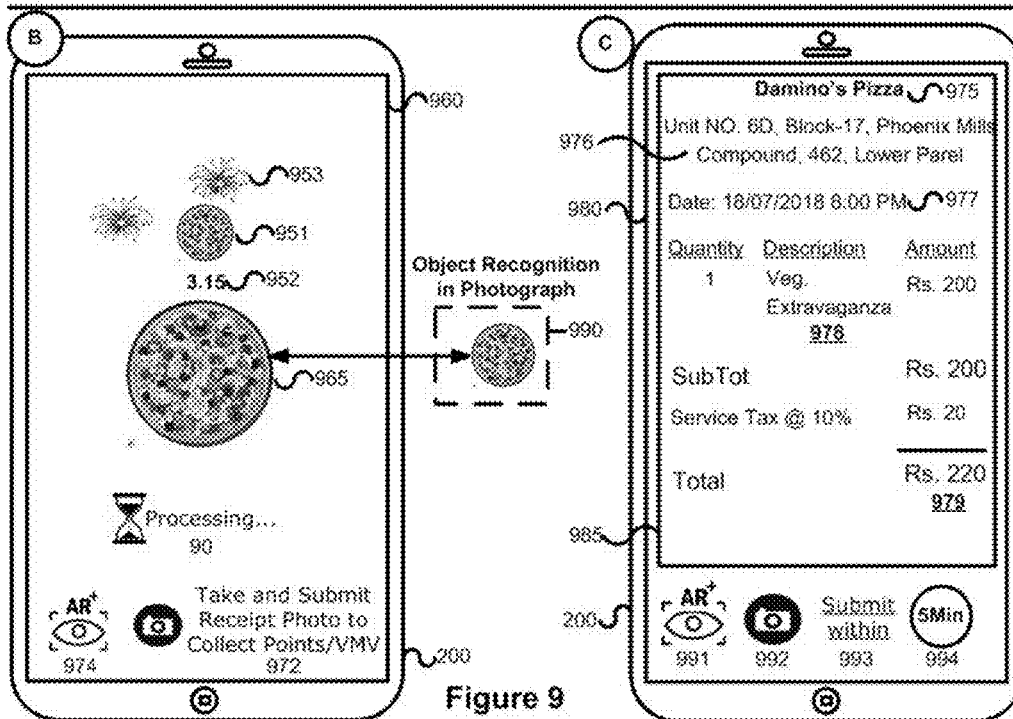 B
960
953
951
3.15 952
965
Processing...
90
AR+
Take and Submit
Receipt Photo to
Collect Points/VMV
974
972
200
Object Recognition
in Photograph
990
Figure 9
C
Damino's Pizza 975
Unit NO. 6D, Block-17, Phoenix Mills
Compound, 462, Lower Parel
976
980
Date: 18/07/2018 8:00 PM 977
Quantity Description Amount
1 Veg. Rs. 200
Extravaganza
978
SubTot Rs. 200
Service Tax @ 10% Rs. 20
Total Rs. 220
979
985
200
AR+
Submit
within
5Min
991 992 993 994